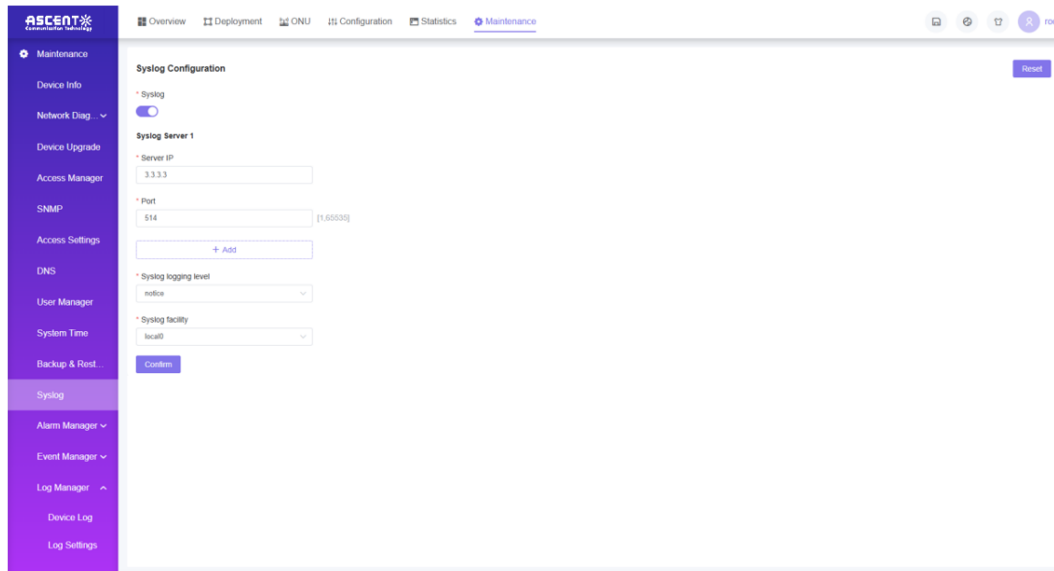 ASCENT
Communication Technology
Overview Deployment ONU Configuration Statistics Maintenance
Maintenance
Device Info
Network Diag...
Device Upgrade
Access Manager
SNMP
Access Settings
DNS
User Manager
System Time
Backup & Rest...
Syslog
Alarm Manager
Event Manager
Log Manager
Device Log
Log Settings
Syslog Configuration
Reset
* Syslog
Syslog Server 1
* Server IP
3.3.3.3
* Port
514 [1,65535]
+ Add
* Syslog logging level
notice
* Syslog facility
local0
Confirm